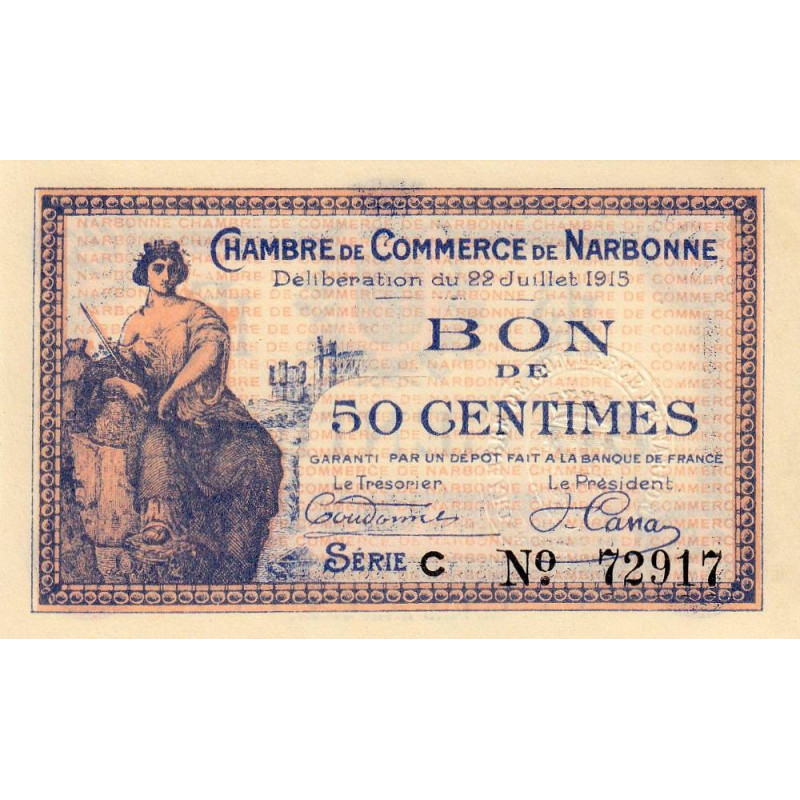 CHAMBRE DE COMMERCE DE NARBONNE
Délibération du 22 Juillet 1915
BON
DE
50 CENTIMES
GARANTI PAR UN DÉPOT FAIT A LA BANQUE DE FRANCE
Le Trésorier Le Président
SÉRIE C No. 72917